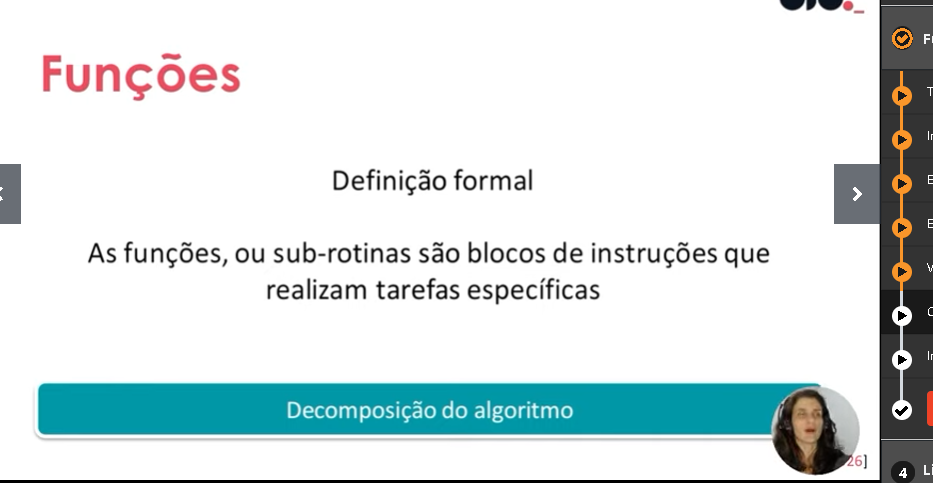 Funções
Definição formal
As funções, ou sub-rotinas são blocos de instruções que
realizam tarefas específicas
Decomposição do algoritmo
26]
4